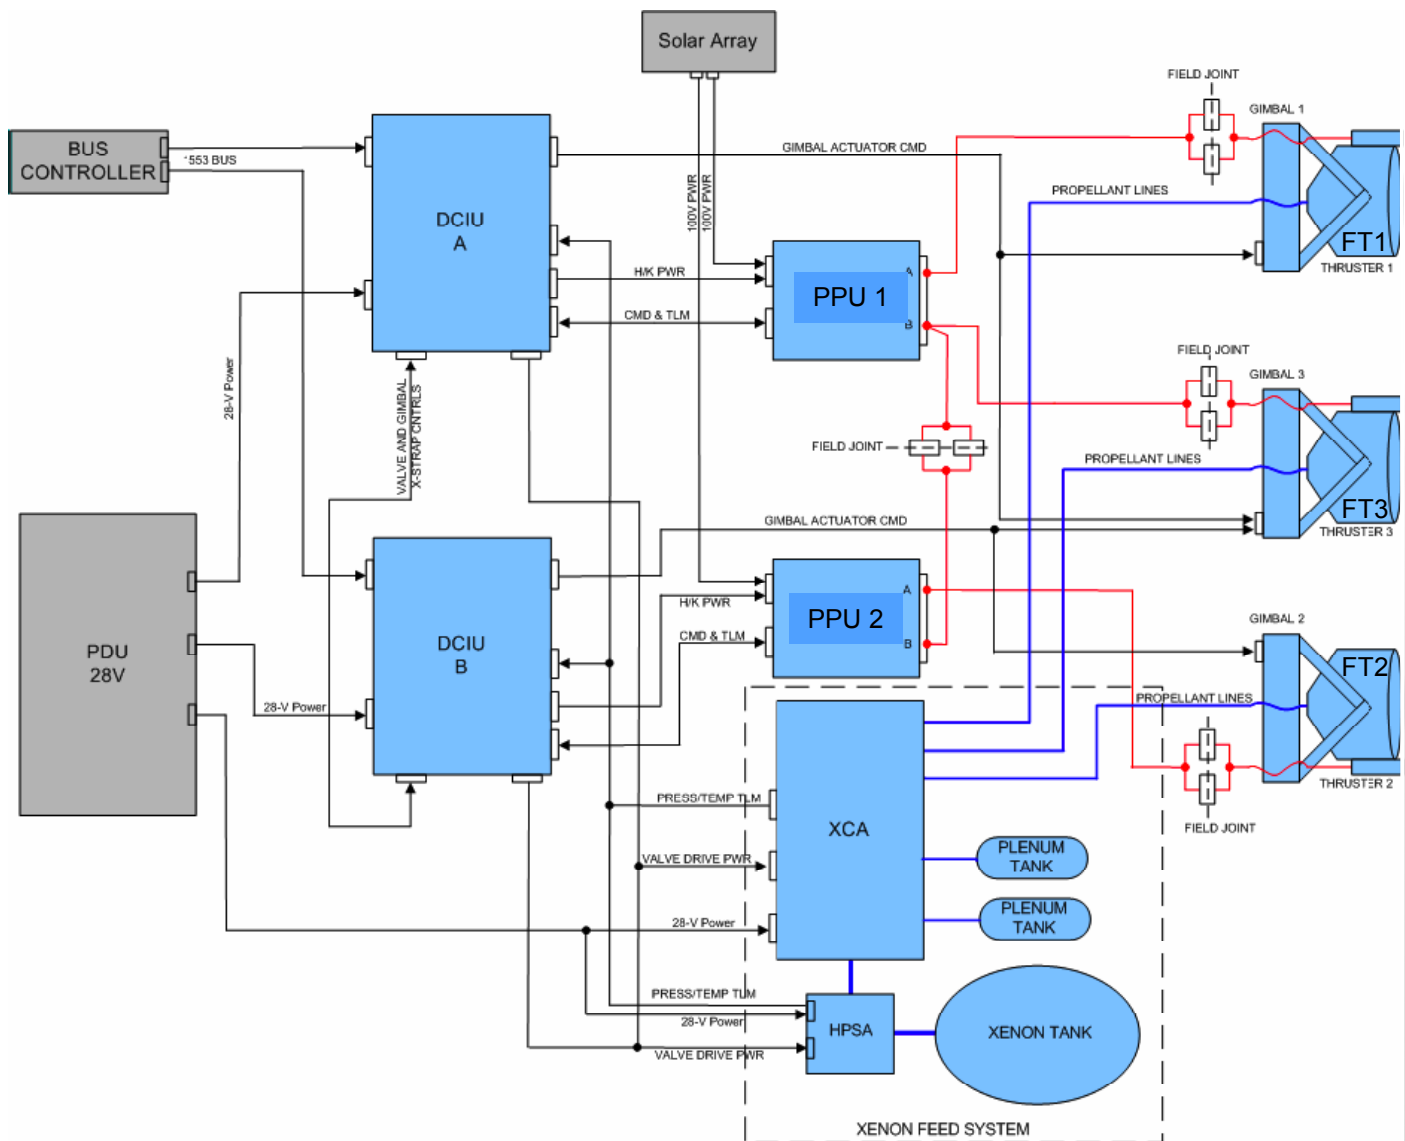 Solar Array
FIELD JOINT
GIMBAL 1
BUS
CONTROLLER
1553 BUS
GIMBAL ACTUATOR CMD
PROPELLANT LINES
100V PWR
100V PWR
DCIU
A
FT1
THRUSTER 1
H/K PWR
A
PPU 1
CMD & TLM
B
FIELD JOINT
GIMBAL 3
28-V Power
VALVE AND GIMBAL
X-STRAP CNTRLS
FIELD JOINT
PROPELLANT LINES
FT3
THRUSTER 3
GIMBAL ACTUATOR CMD
H/K PWR
A
PPU 2
CMD & TLM
B
GIMBAL 2
FT2
DCIU
B
PDU
28V
28-V Power
PROPELLANT LINES
THRUSTER 2
PRESS/TEMP TLM
XCA
FIELD JOINT
VALVE DRIVE PWR
PLENUM
TANK
28-V Power
PLENUM
TANK
PRESS/TEMP TLM
28-V Power
HPSA
XENON TANK
VALVE DRIVE PWR
XENON FEED SYSTEM